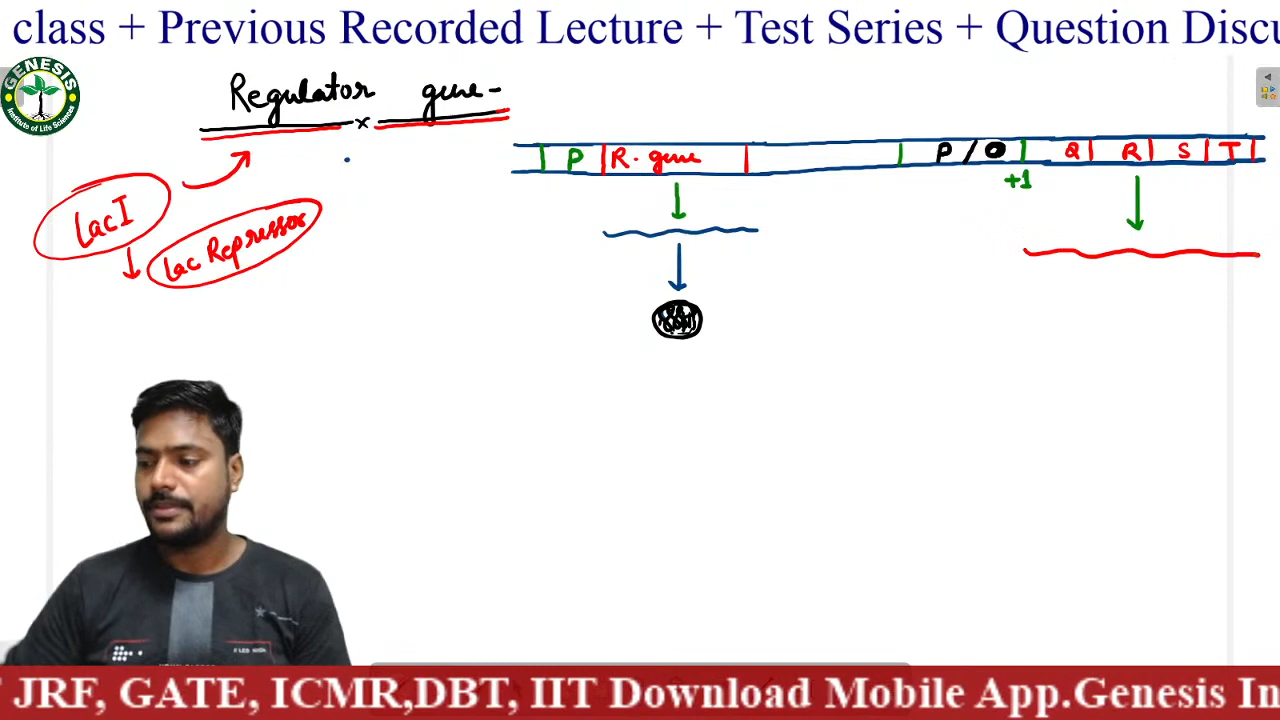 class + Previous Recorded Lecture + Test Series + Question Discu
GENESIS
Institute of Life Sciences
Regulator gene-
x
P R. gene P / O Q R S T
+1
LacI
Lac Repressor
JRF, GATE, ICMR,DBT, IIT Download Mobile App.Genesis In